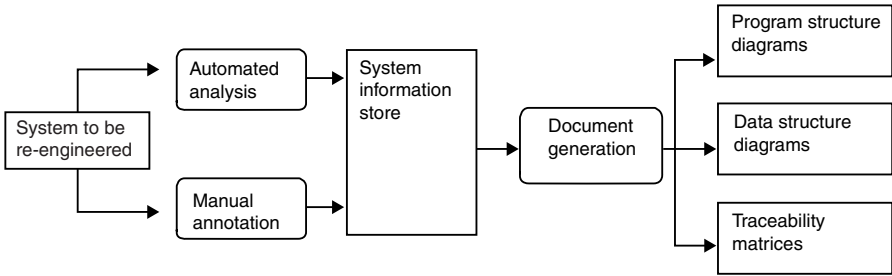 System to be
re-engineered
Automated
analysis
Manual
annotation
System
information
store
Document
generation
Program structure
diagrams
Data structure
diagrams
Traceability
matrices